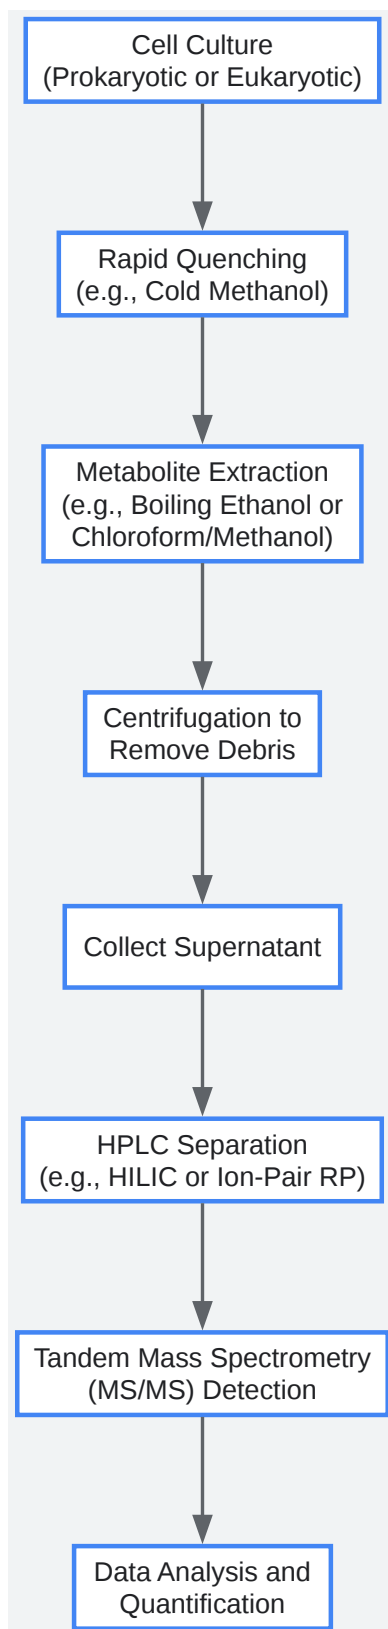 Cell Culture
(Prokaryotic or Eukaryotic)
Rapid Quenching
(e.g., Cold Methanol)
Metabolite Extraction
(e.g., Boiling Ethanol or
Chloroform/Methanol)
Centrifugation to
Remove Debris
Collect Supernatant
HPLC Separation
(e.g., HILIC or Ion-Pair RP)
Tandem Mass Spectrometry
(MS/MS) Detection
Data Analysis and
Quantification